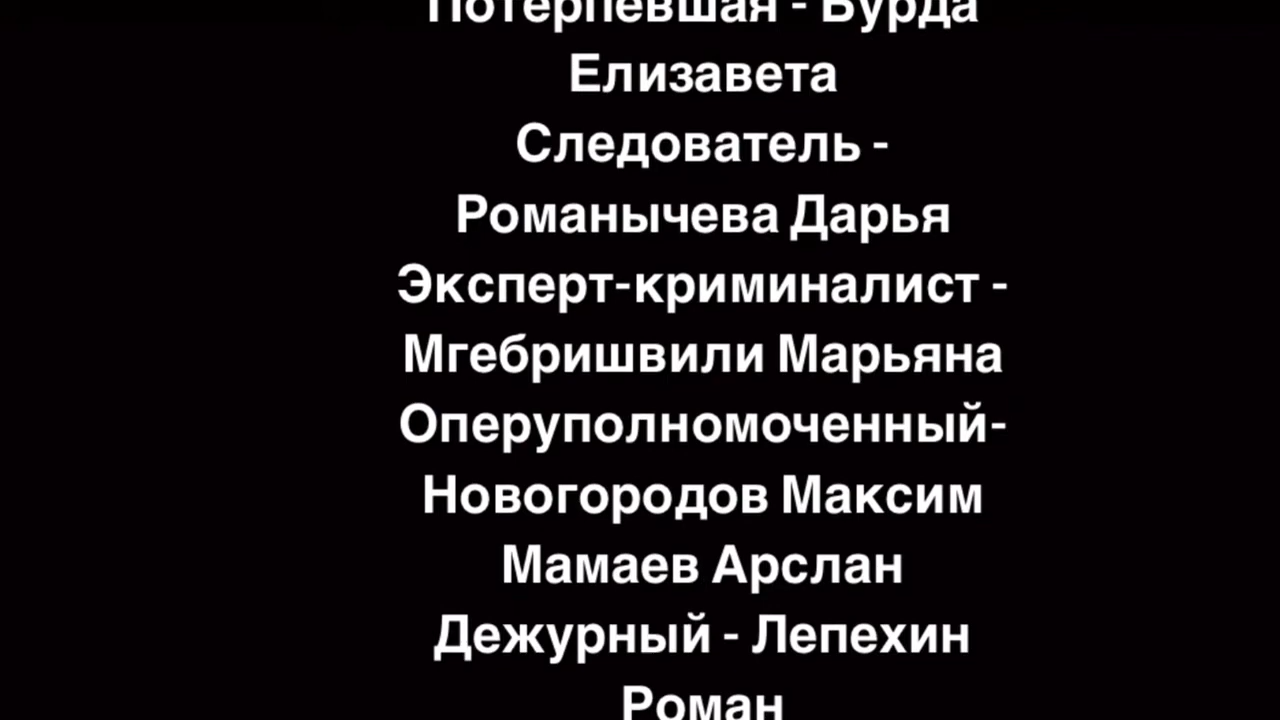 Потерпевшая - Бурда
Елизавета
Следователь -
Романычева Дарья
Эксперт-криминалист -
Мгебришвили Марьяна
Оперуполномоченный-
Новогородов Максим
Мамаев Арслан
Дежурный - Лепехин
Роман